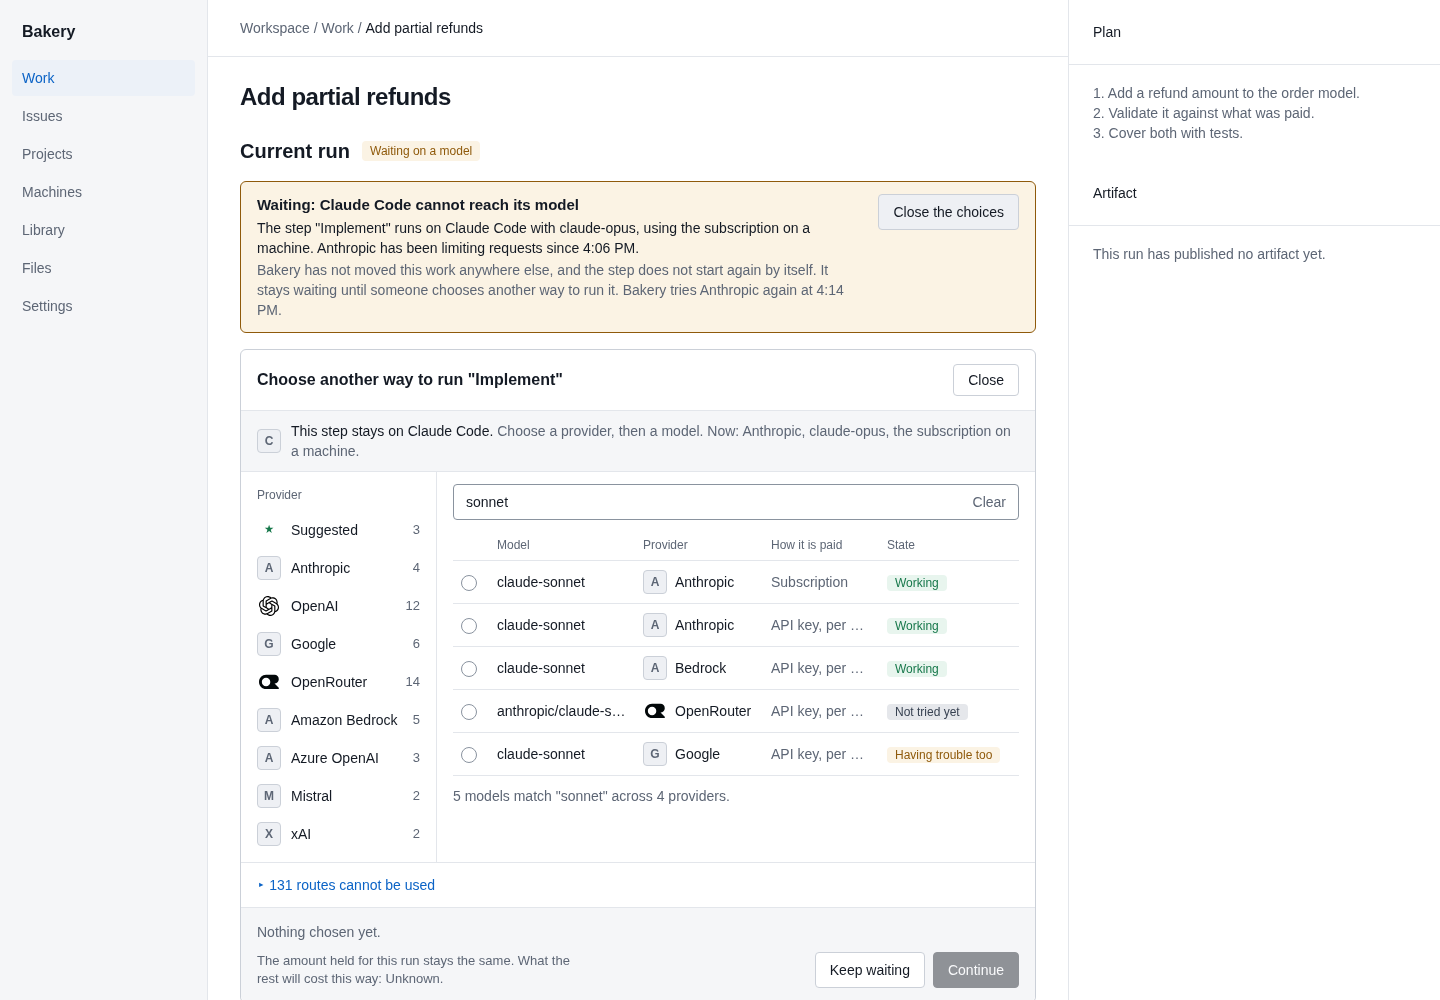 Bakery
Work
Issues
Projects
Machines
Library
Files
Settings
Workspace / Work / Add partial refunds
Add partial refunds
Current run
Waiting on a model
Waiting: Claude Code cannot reach its model
The step "Implement" runs on Claude Code with claude-opus, using the subscription on a
machine. Anthropic has been limiting requests since 4:06 PM.
Bakery has not moved this work anywhere else, and the step does not start again by itself. It
stays waiting until someone chooses another way to run it. Bakery tries Anthropic again at 4:14
PM.
Close the choices
Choose another way to run "Implement"
Close
C
This step stays on Claude Code. Choose a provider, then a model. Now: Anthropic, claude-opus, the subscription on
a machine.
Provider
Suggested 3
A Anthropic 4
OpenAI 12
G Google 6
OpenRouter 14
A Amazon Bedrock 5
A Azure OpenAI 3
M Mistral 2
X xAI 2
sonnet Clear
Model Provider How it is paid State
claude-sonnet A Anthropic Subscription Working
claude-sonnet A Anthropic API key, per … Working
claude-sonnet A Bedrock API key, per … Working
anthropic/claude-s… OpenRouter API key, per … Not tried yet
claude-sonnet G Google API key, per … Having trouble too
5 models match "sonnet" across 4 providers.
131 routes cannot be used
Nothing chosen yet.
The amount held for this run stays the same. What the
rest will cost this way: Unknown.
Keep waiting
Continue
Plan
1. Add a refund amount to the order model.
2. Validate it against what was paid.
3. Cover both with tests.
Artifact
This run has published no artifact yet.